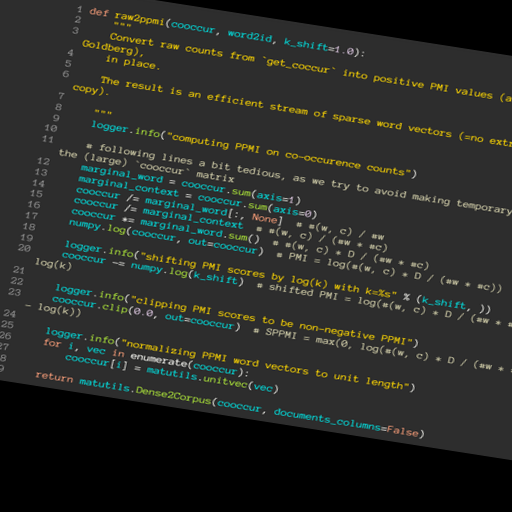 1 def raw2ppmi(cooccur, word2id, k_shift=1.0):
2 """
3 Convert raw counts from `get_coccur` into positive PMI values (a
Goldberg),
4 in place.
5
6 The result is an efficient stream of sparse word vectors (=no extr
copy).
7
8 """
9 logger.info("computing PPMI on co-occurence counts")
10
11 # following lines a bit tedious, as we try to avoid making temporary
the (large) `cooccur` matrix
12 marginal_word = cooccur.sum(axis=1)
13 marginal_context = cooccur.sum(axis=0)
14 cooccur /= marginal_word[:, None] # #(w, c) / #w
15 cooccur /= marginal_context # #(w, c) / (#w * #c)
16 cooccur *= marginal_word.sum() # #(w, c) * D / (#w * #c)
17 numpy.log(cooccur, out=cooccur) # PMI = log(#(w, c) * D / (#w * #c))
18
19 logger.info("shifting PMI scores by log(k) with k=%s" % (k_shift, ))
20 cooccur -= numpy.log(k_shift) # shifted PMI = log(#(w, c) * D / (#w * #
log(k)
21
22 logger.info("clipping PMI scores to be non-negative PPMI")
23 cooccur.clip(0.0, out=cooccur) # SPPMI = max(0, log(#(w, c) * D / (#w *
- log(k))
24
25 logger.info("normalizing PPMI word vectors to unit length")
26 for i, vec in enumerate(cooccur):
27 cooccur[i] = matutils.unitvec(vec)
8
9 return matutils.Dense2Corpus(cooccur, documents_columns=False)